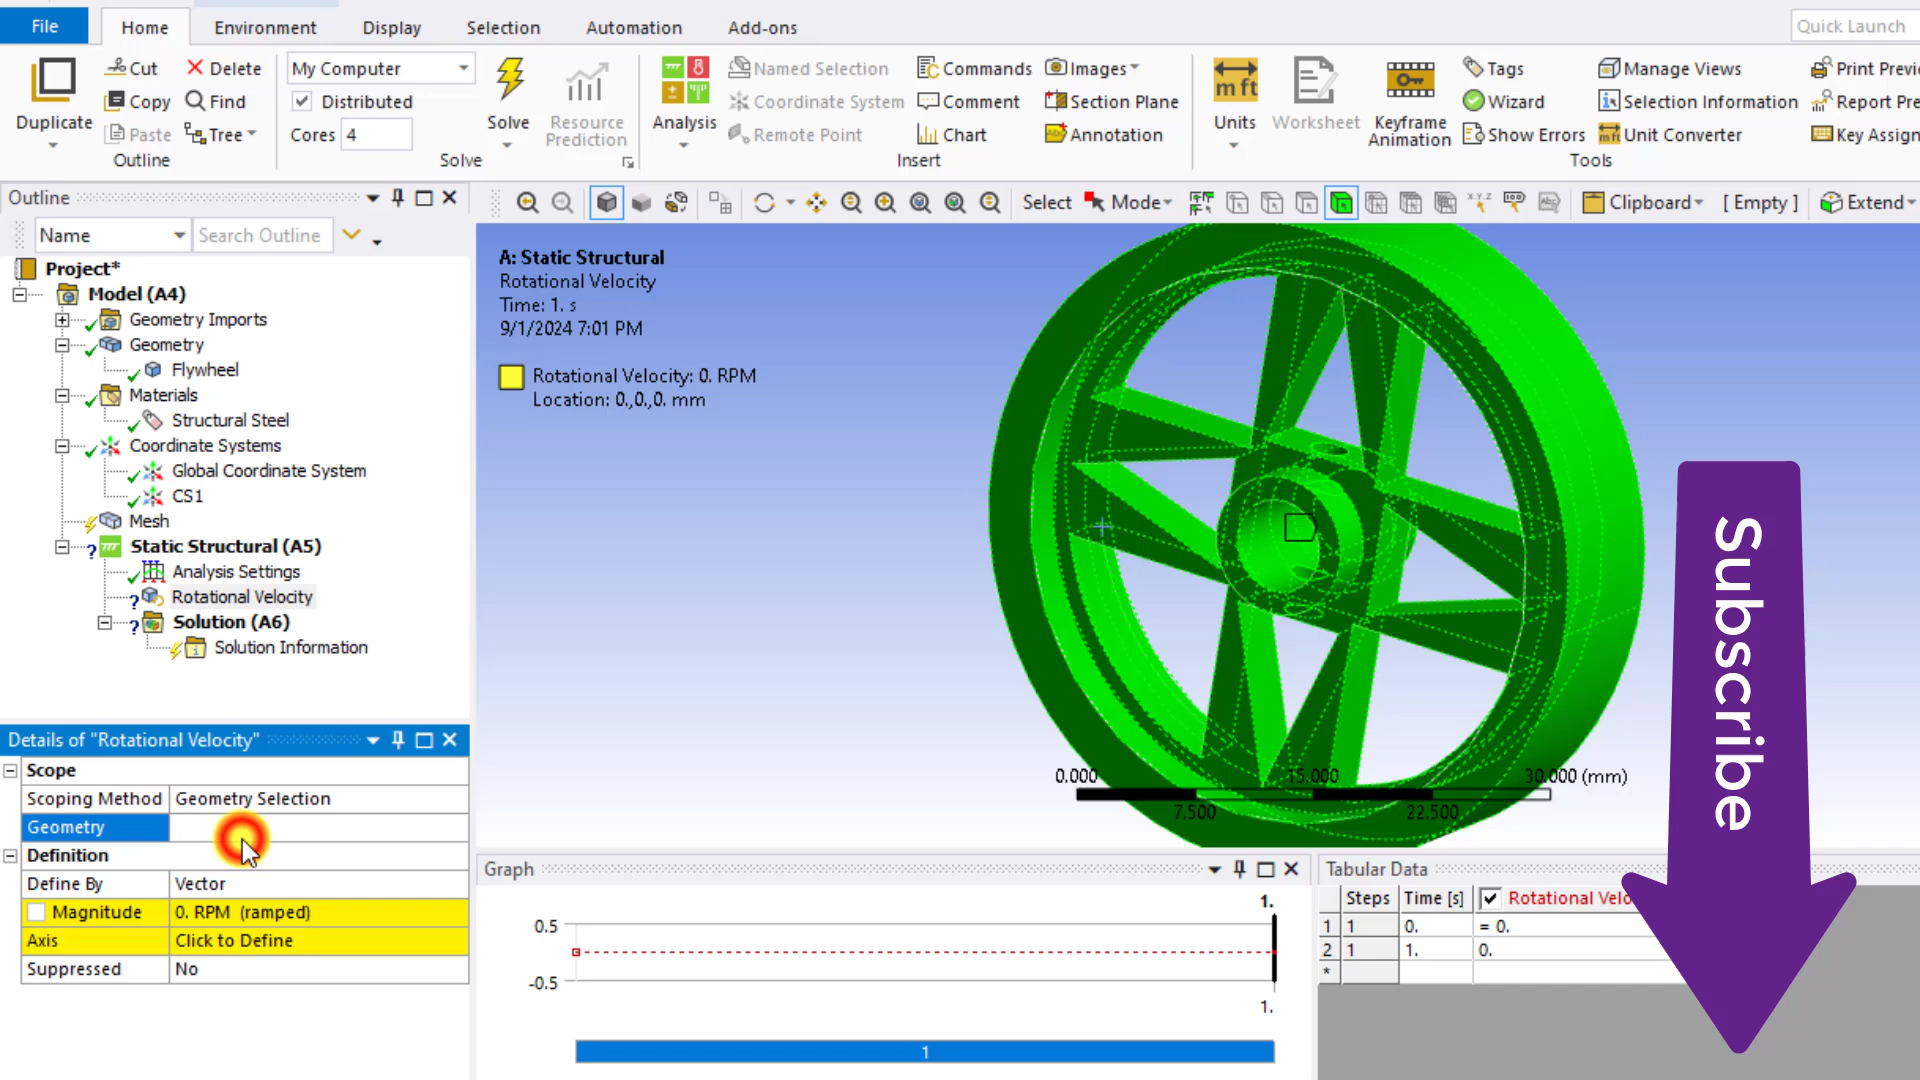 File
Home
Environment
Display
Selection
Automation
Add-ons
Quick Launch
Duplicate
Cut
Copy
Paste
Delete
Find
Tree
Outline
My Computer
Distributed
Cores 4
Solve
Resource
Prediction
Solve
Analysis
Named Selection
Coordinate System
Remote Point
Commands
Comment
Chart
Images
Section Plane
Annotation
Insert
Units
Worksheet
Keyframe
Animation
Tags
Wizard
Show Errors
Manage Views
Selection Information
Unit Converter
Print Previe
Report Pre
Key Assign
Tools
Outline
Name
Search Outline
Select
Mode
Clipboard
[ Empty ]
Extend
Project*
Model (A4)
Geometry Imports
Geometry
Flywheel
Materials
Structural Steel
Coordinate Systems
Global Coordinate System
CS1
Mesh
Static Structural (A5)
Analysis Settings
Rotational Velocity
Solution (A6)
Solution Information
A: Static Structural
Rotational Velocity
Time: 1. s
9/1/2024 7:01 PM
Rotational Velocity: 0. RPM
Location: 0.,0.,0. mm
0.000
15.000
30.000 (mm)
7.500
22.500
Subscribe
Details of "Rotational Velocity"
Scope
Scoping Method Geometry Selection
Geometry
Definition
Define By Vector
Magnitude 0. RPM (ramped)
Axis Click to Define
Suppressed No
Graph
1.
0.5
-0.5
1.
1
Tabular Data
Steps Time [s] Rotational Velo
1 1 0. = 0.
2 1 1. 0.
*